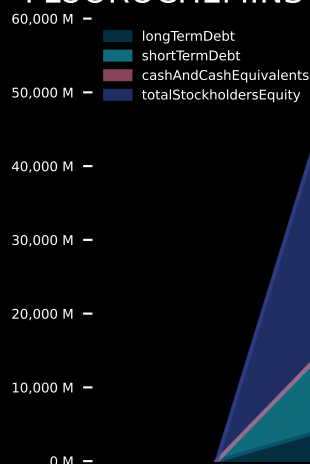 60,000 M
longTermDebt
shortTermDebt
cashAndCashEquivalents
totalStockholdersEquity
50,000 M
40,000 M
30,000 M
20,000 M
10,000 M
0 M